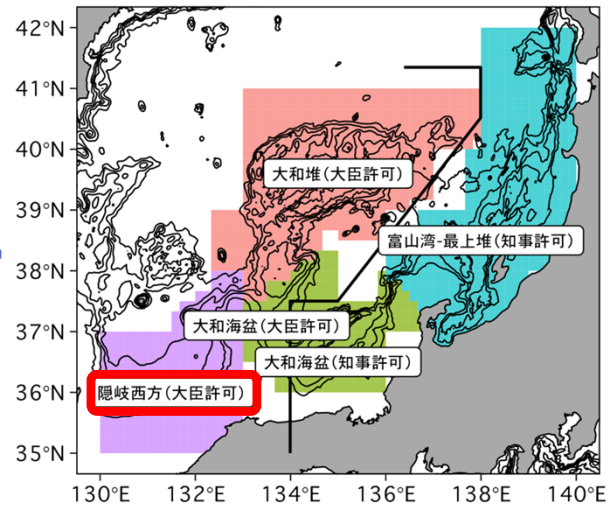 42°N
41°N
40°N
39°N
38°N
37°N
36°N
35°N
大和堆(大臣許可)
富山湾-最上堆(知事許可)
大和海盆(大臣許可)
大和海盆(知事許可)
隠岐西方(大臣許可)
130°E
132°E
134°E
136°E
138°E
140°E